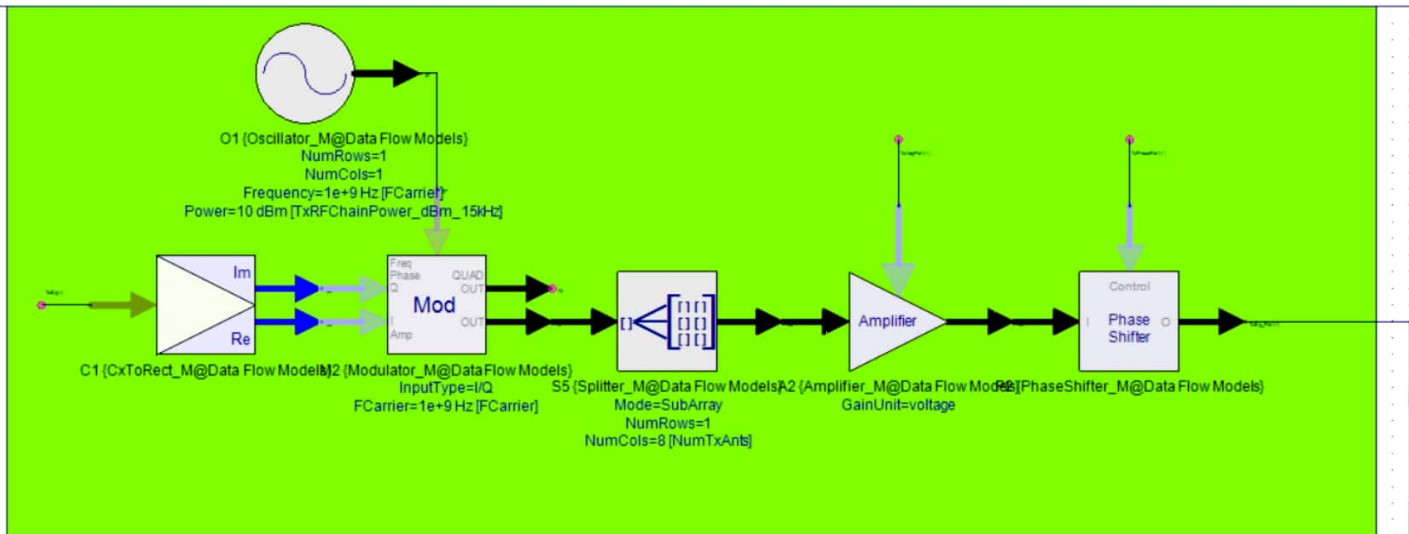 O1 {Oscillator_M@Data Flow Models}
NumRows=1
NumCols=1
Frequency=1e+9 Hz [FCarrier]
Power=10 dBm [TxRFChainPower_dBm_15kHz]
Im
Re
Freq
Phase
QUAD
Q
OUT
Mod
I
OUT
Amp
[ ]
[ ] [ ]
[ ] [ ]
[ ] [ ]
Amplifier
Control
I
Phase
Shifter
O
C1 {CxToRect_M@Data Flow Models}
M2 {Modulator_M@Data Flow Models}
InputType=I/Q
FCarrier=1e+9 Hz [FCarrier]
S5 {Splitter_M@Data Flow Models}
Mode=SubArray
NumRows=1
NumCols=8 [NumTxAnts]
A2 {Amplifier_M@Data Flow Models}
GainUnit=voltage
{PhaseShifter_M@Data Flow Models}